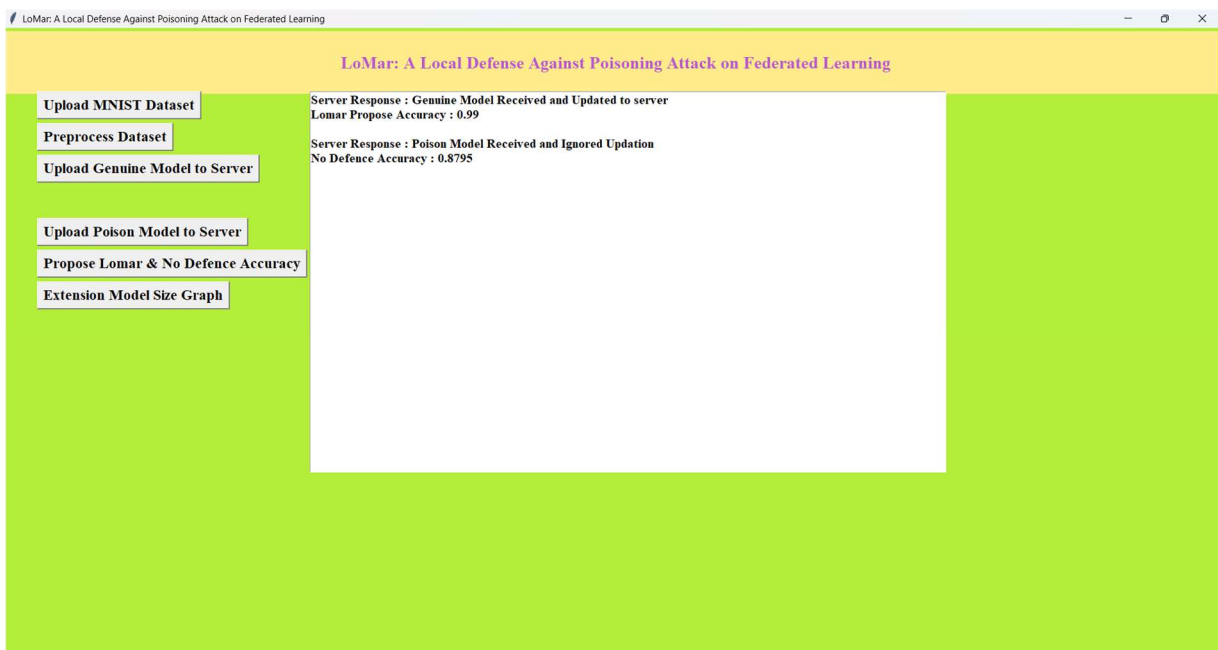 LoMar: A Local Defense Against Poisoning Attack on Federated Learning
LoMar: A Local Defense Against Poisoning Attack on Federated Learning
Upload MNIST Dataset
Preprocess Dataset
Upload Genuine Model to Server
Upload Poison Model to Server
Propose Lomar & No Defence Accuracy
Extension Model Size Graph
Server Response : Genuine Model Received and Updated to server
Lomar Propose Accuracy : 0.99
Server Response : Poison Model Received and Ignored Updation
No Defence Accuracy : 0.8795